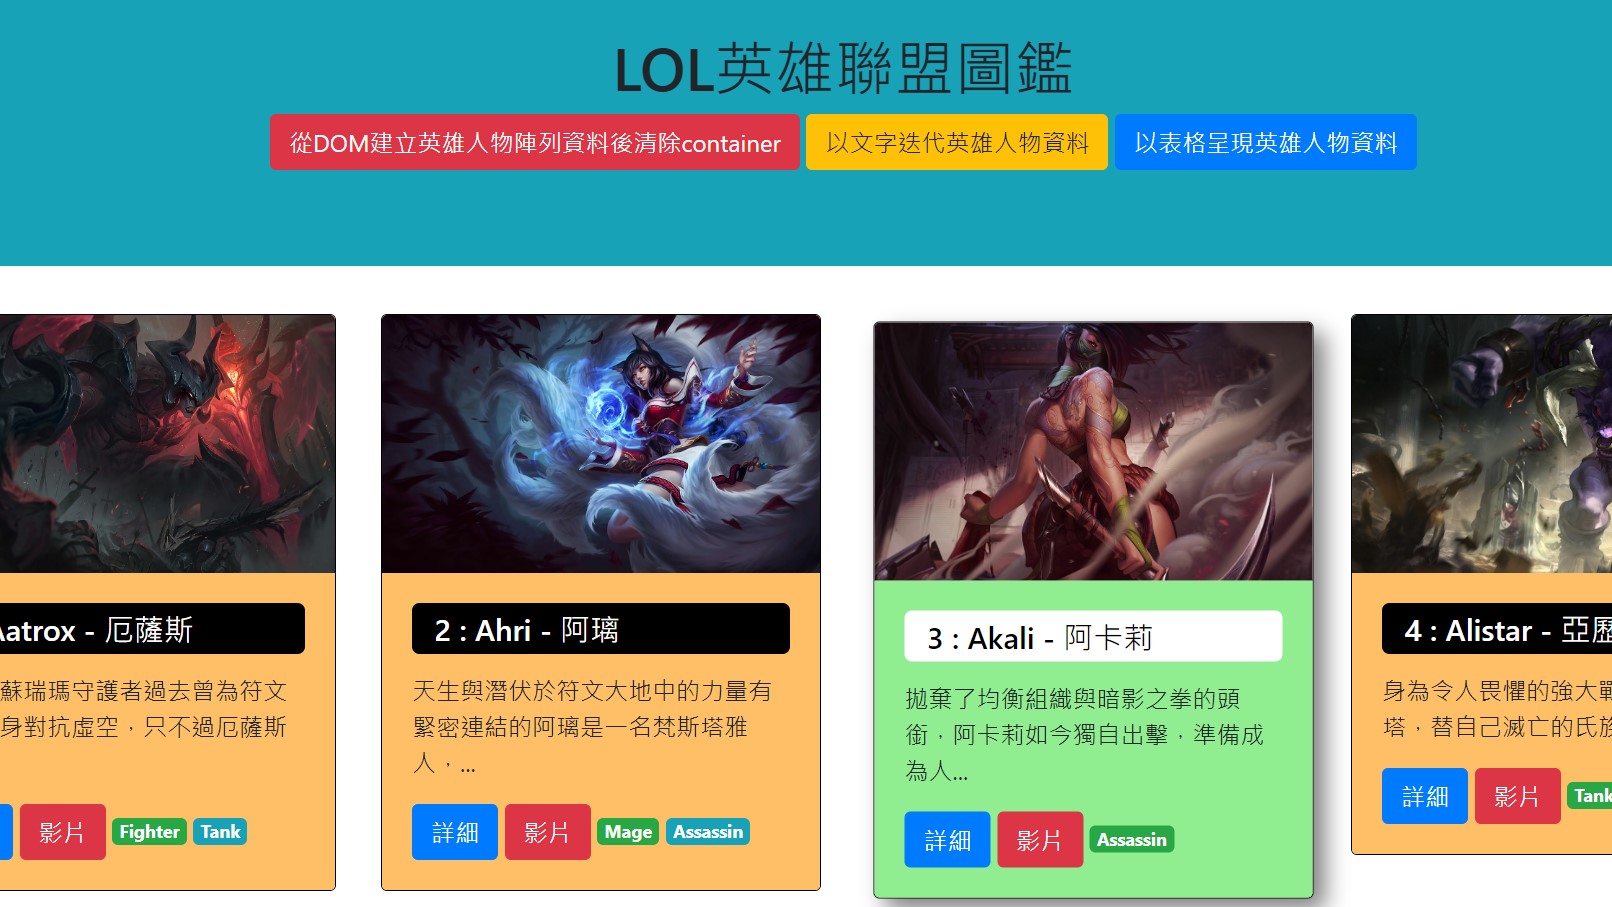 LOL英雄聯盟圖鑑
從DOM建立英雄人物陣列資料後清除container
以文字迭代英雄人物資料
以表格呈現英雄人物資料
Aatrox - 厄薩斯
蘇瑞瑪守護者過去曾為符文
身對抗虛空，只不過厄薩斯
影片
Fighter
Tank
2 : Ahri - 阿璃
天生與潛伏於符文大地中的力量有
緊密連結的阿璃是一名梵斯塔雅
人，...
詳細
影片
Mage
Assassin
3 : Akali - 阿卡莉
拋棄了均衡組織與暗影之拳的頭
銜，阿卡莉如今獨自出擊，準備成
為人...
詳細
影片
Assassin
4 : Alistar - 亞歷
身為令人畏懼的強大戰
塔，替自己滅亡的氏族
詳細
影片
Tank